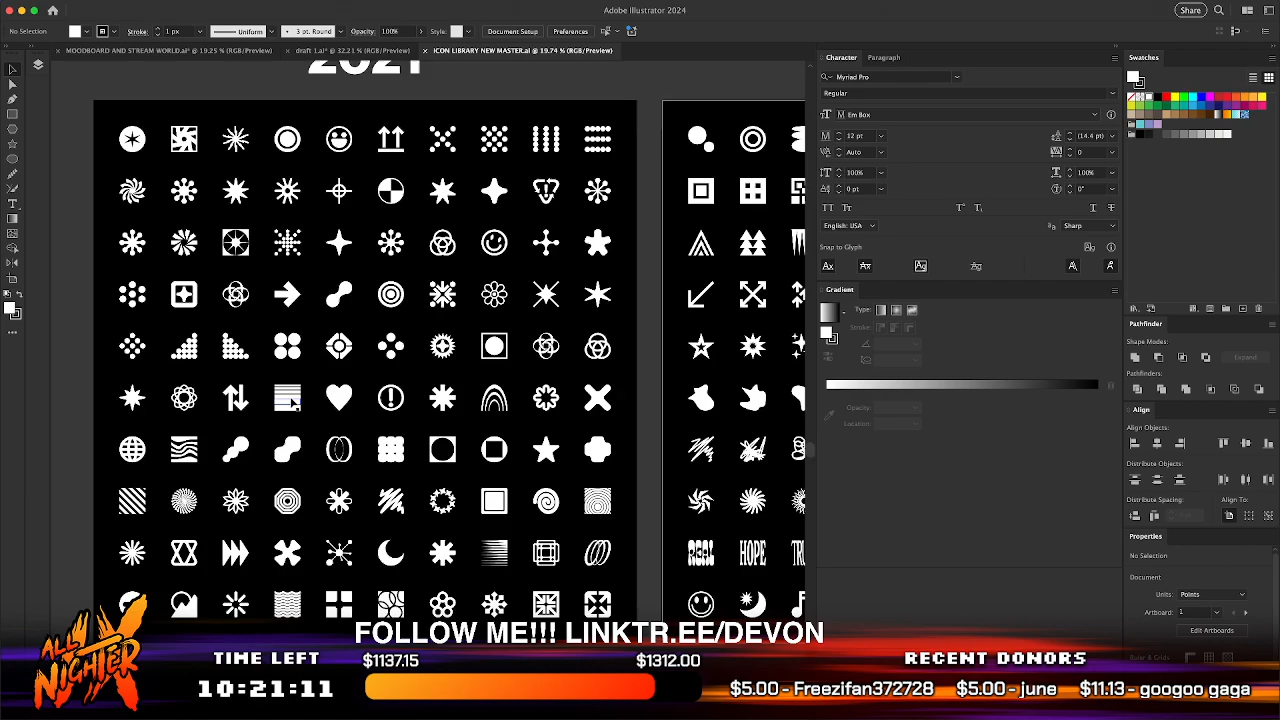 Adobe Illustrator 2024
Share
No Selection
Stroke:
1 pt
Uniform
3 pt. Round
Opacity:
100%
Style:
Document Setup
Preferences
MOODBOARD AND STREAM WORLD.ai* @ 19.25 % (RGB/Preview)
draft 1.ai* @ 32.21 % (RGB/Preview)
ICON LIBRARY NEW MASTER.ai @ 19.74 % (RGB/Preview)
2021
HOPE
Character
Paragraph
Myriad Pro
Regular
Em Box
12 pt
(14.4 pt)
Auto
0
100%
100%
0 pt
0°
English: USA
Sharp
Snap to Glyph
Gradient
Type:
Stroke:
Opacity:
Location:
Swatches
Pathfinder
Shape Modes:
Expand
Pathfinders:
Align
Align Objects:
Distribute Objects:
Distribute Spacing:
Align To:
Properties
No Selection
Document
Units:
Points
Artboard:
1
Edit Artboards
Ruler & Grids
ALL
NIGHTER
FOLLOW ME!!! LINKTR.EE/DEVON
TIME LEFT
10:21:11
$1137.15
$1312.00
RECENT DONORS
$5.00 - Freezifan372728
$5.00 - june
$11.13 - googoo gaga